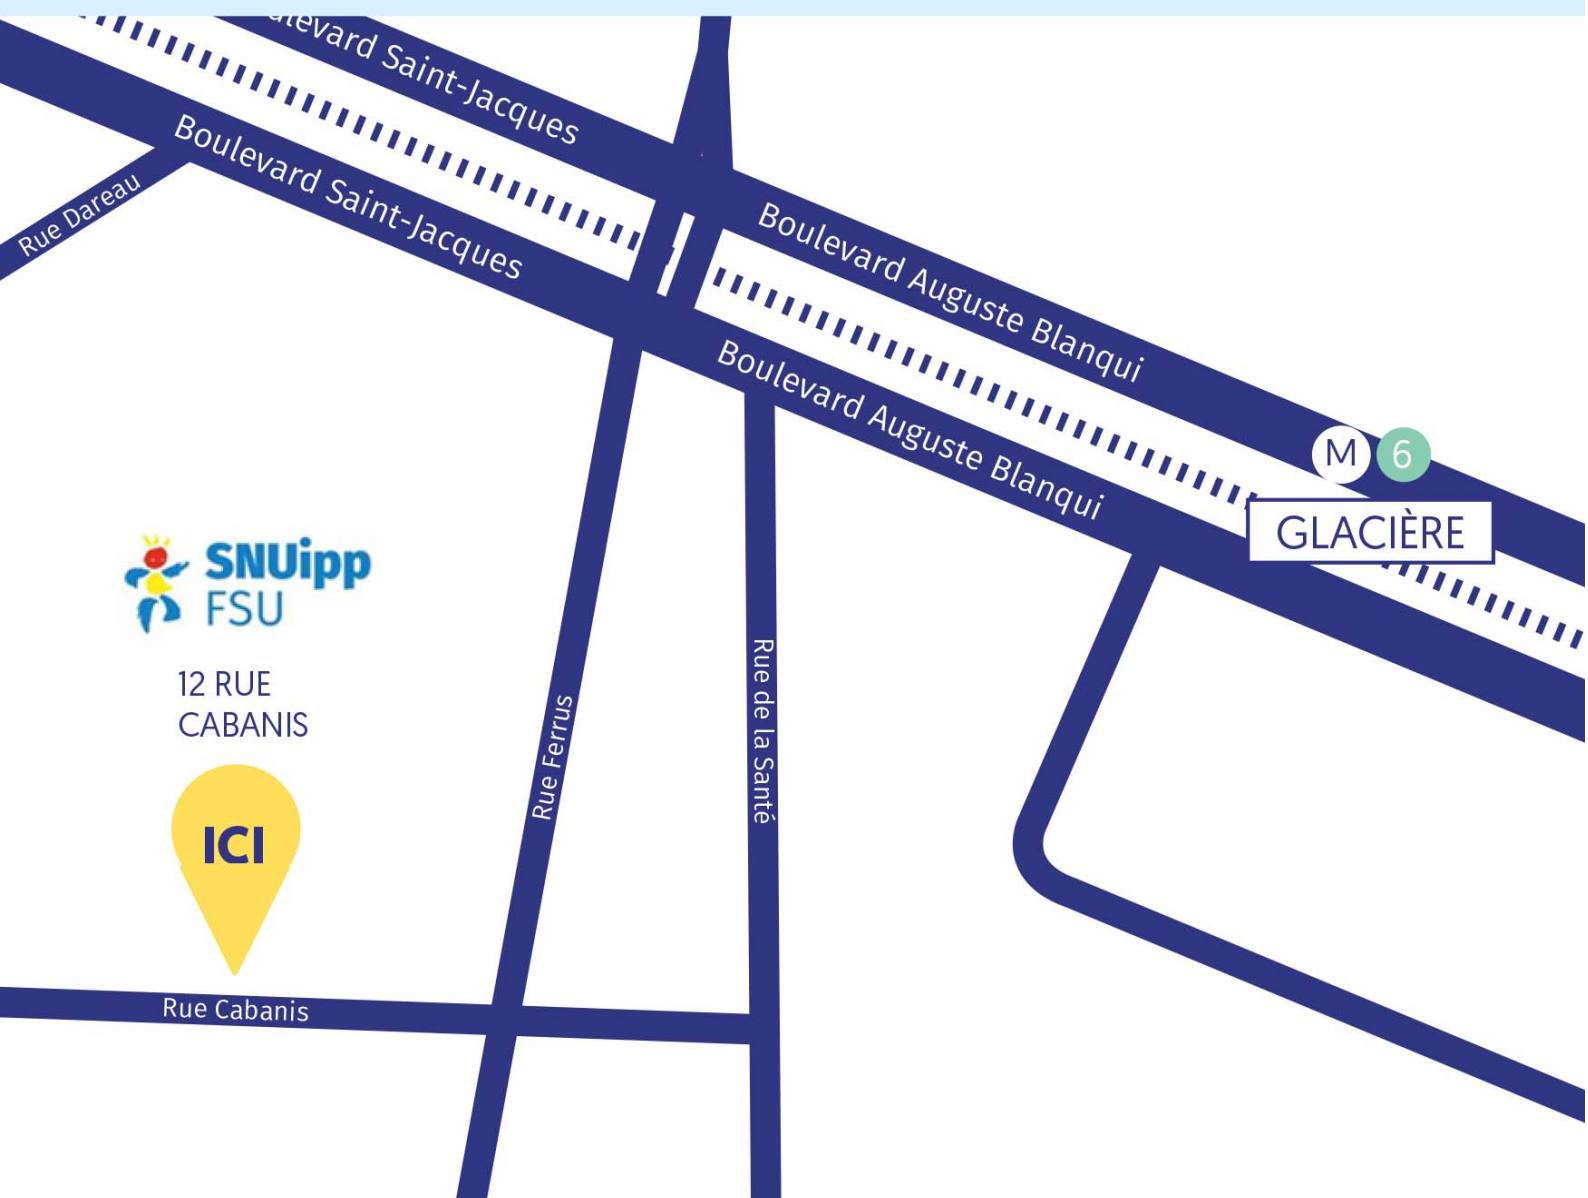 Boulevard Saint-Jacques
Boulevard Saint-Jacques
Rue Dareau
Boulevard Auguste Blanqui
Boulevard Auguste Blanqui
M 6
GLACIÈRE
SNUipp
FSU
12 RUE
CABANIS
ICI
Rue Ferrus
Rue de la Santé
Rue Cabanis